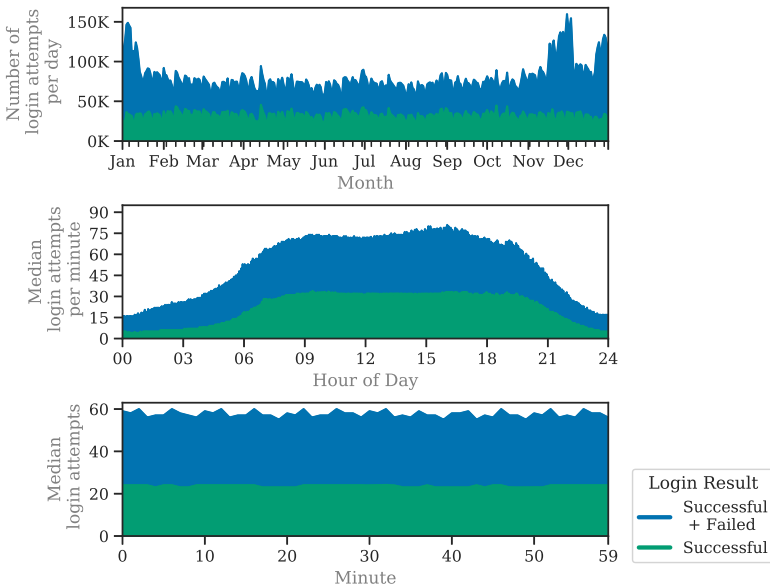 Number of
login attempts
per day
150K
100K
50K
0K
Jan Feb Mar Apr May Jun Jul Aug Sep Oct Nov Dec
Month
Median
login attempts
per minute
90
75
60
45
30
15
0
00 03 06 09 12 15 18 21 24
Hour of Day
Median
login attempts
60
40
20
0
0 10 20 30 40 50 59
Minute
Login Result
Successful
+ Failed
Successful